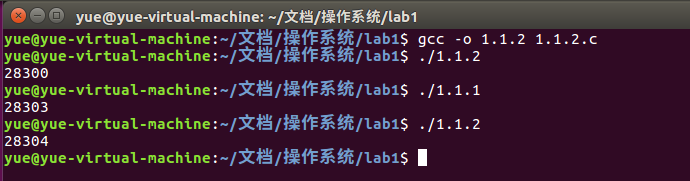 yue@yue-virtual-machine: ~/文档/操作系统/lab1
yue@yue-virtual-machine:~/文档/操作系统/lab1$ gcc -o 1.1.2 1.1.2.c
yue@yue-virtual-machine:~/文档/操作系统/lab1$ ./1.1.2
28300
yue@yue-virtual-machine:~/文档/操作系统/lab1$ ./1.1.1
28303
yue@yue-virtual-machine:~/文档/操作系统/lab1$ ./1.1.2
28304
yue@yue-virtual-machine:~/文档/操作系统/lab1$